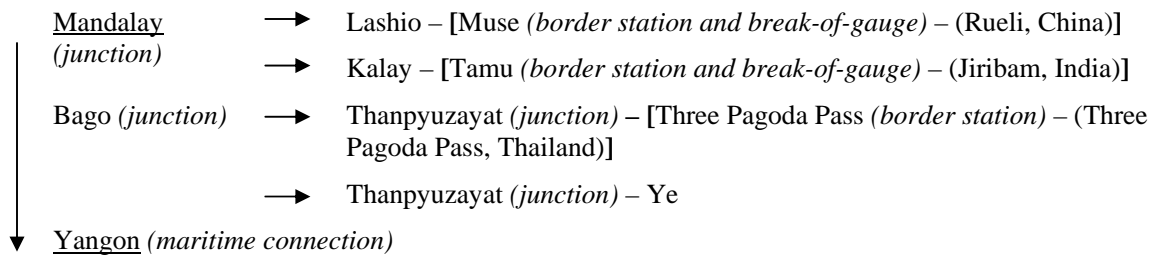 Mandalay (junction) Lashio – [Muse (border station and break-of-gauge) – (Rueli, China)]
Kalay – [Tamu (border station and break-of-gauge) – (Jiribam, India)]
Bago (junction) Thanpyuzayat (junction) – [Three Pagoda Pass (border station) – (Three
Pagoda Pass, Thailand)]
Thanpyuzayat (junction) – Ye
Yangon (maritime connection)